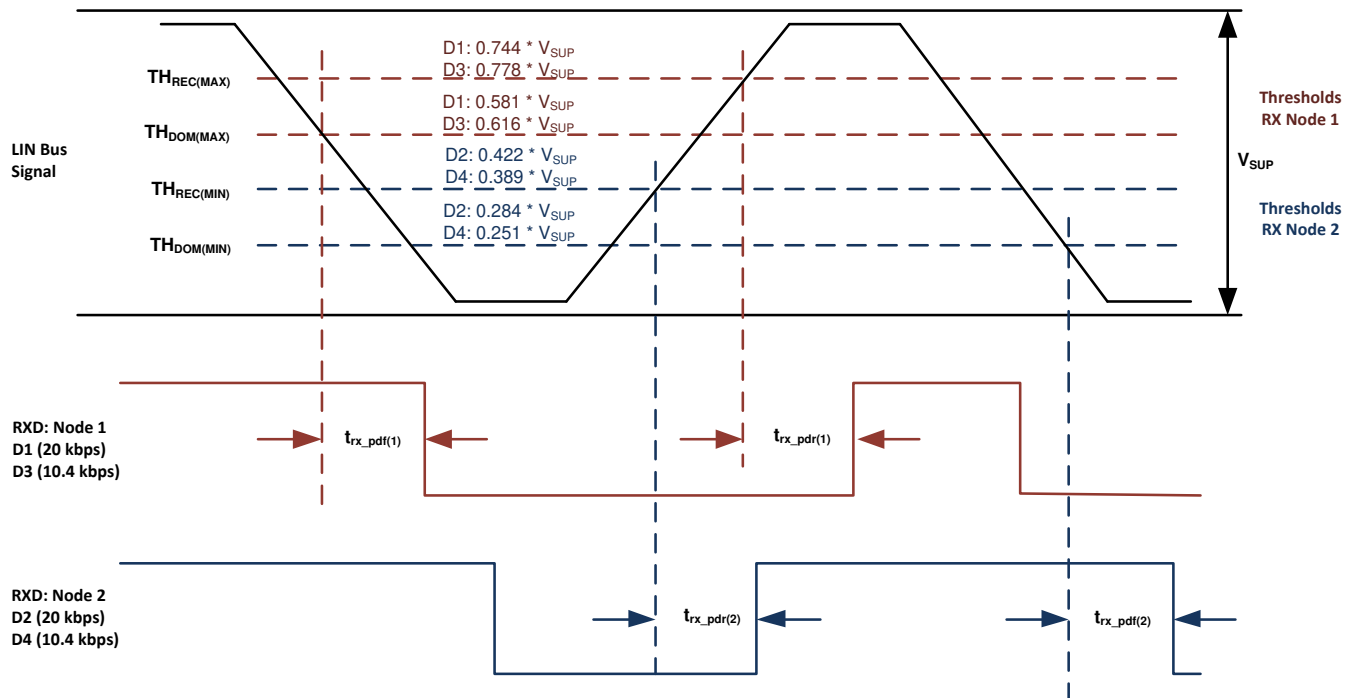 D1: 0.744 * VSUP
THREC(MAX)
D3: 0.778 * VSUP
D1: 0.581 * VSUP
THDOM(MAX)
D3: 0.616 * VSUP
D2: 0.422 * VSUP
THREC(MIN)
D4: 0.389 * VSUP
D2: 0.284 * VSUP
THDOM(MIN)
D4: 0.251 * VSUP
LIN Bus
Signal
Thresholds
RX Node 1
VSUP
Thresholds
RX Node 2
RXD: Node 1
D1 (20 kbps)
D3 (10.4 kbps)
trx_pdf(1)
trx_pdr(1)
RXD: Node 2
D2 (20 kbps)
D4 (10.4 kbps)
trx_pdr(2)
trx_pdf(2)